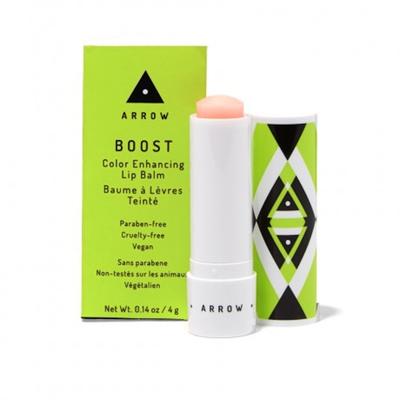 ARROW
BOOST
Color Enhancing
Lip Balm
Baume à Lèvres
Teinté
Paraben-free
Cruelty-free
Vegan
Sans parabene
Non-testés sur les animaux
Végétalien
Net Wt. 0.14 oz / 4 g
ARROW